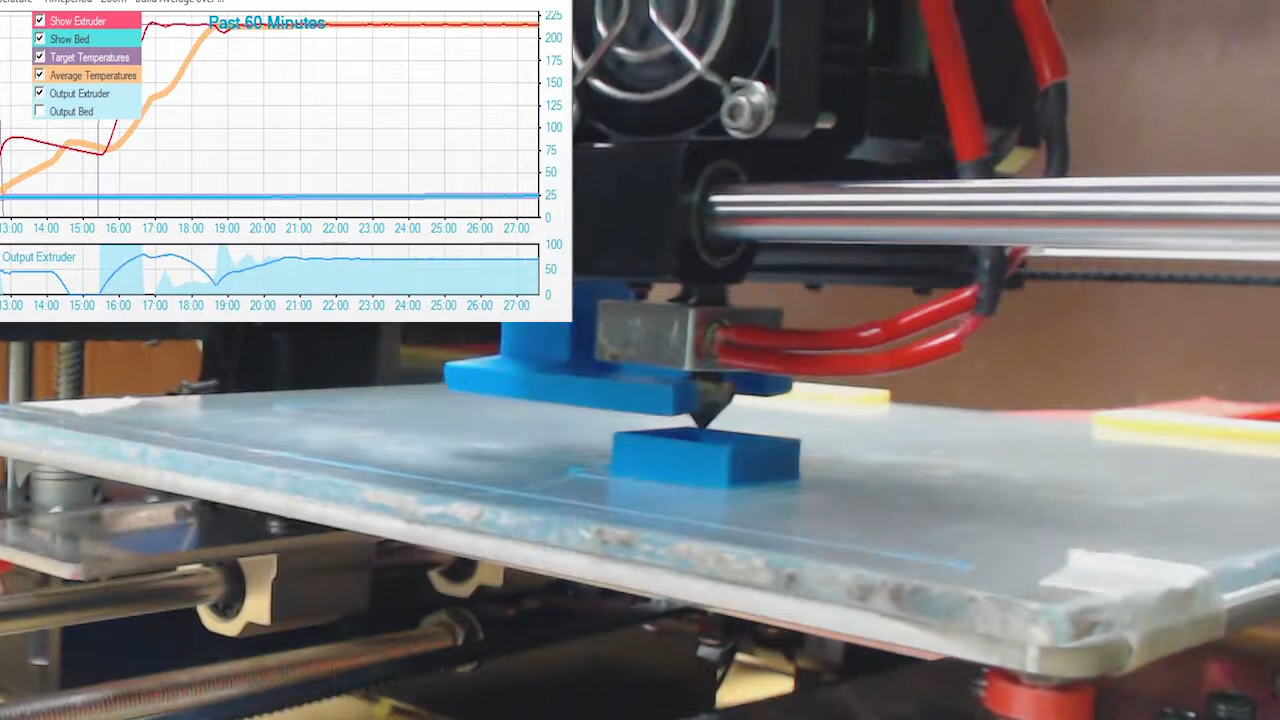 Past 60 Minutes
Show Extruder
Show Bed
Target Temperatures
Average Temperatures
Output Extruder
Output Bed
225
200
175
150
125
100
75
50
25
0
13:00 14:00 15:00 16:00 17:00 18:00 19:00 20:00 21:00 22:00 23:00 24:00 25:00 26:00 27:00
Output Extruder
100
50
0
13:00 14:00 15:00 16:00 17:00 18:00 19:00 20:00 21:00 22:00 23:00 24:00 25:00 26:00 27:00